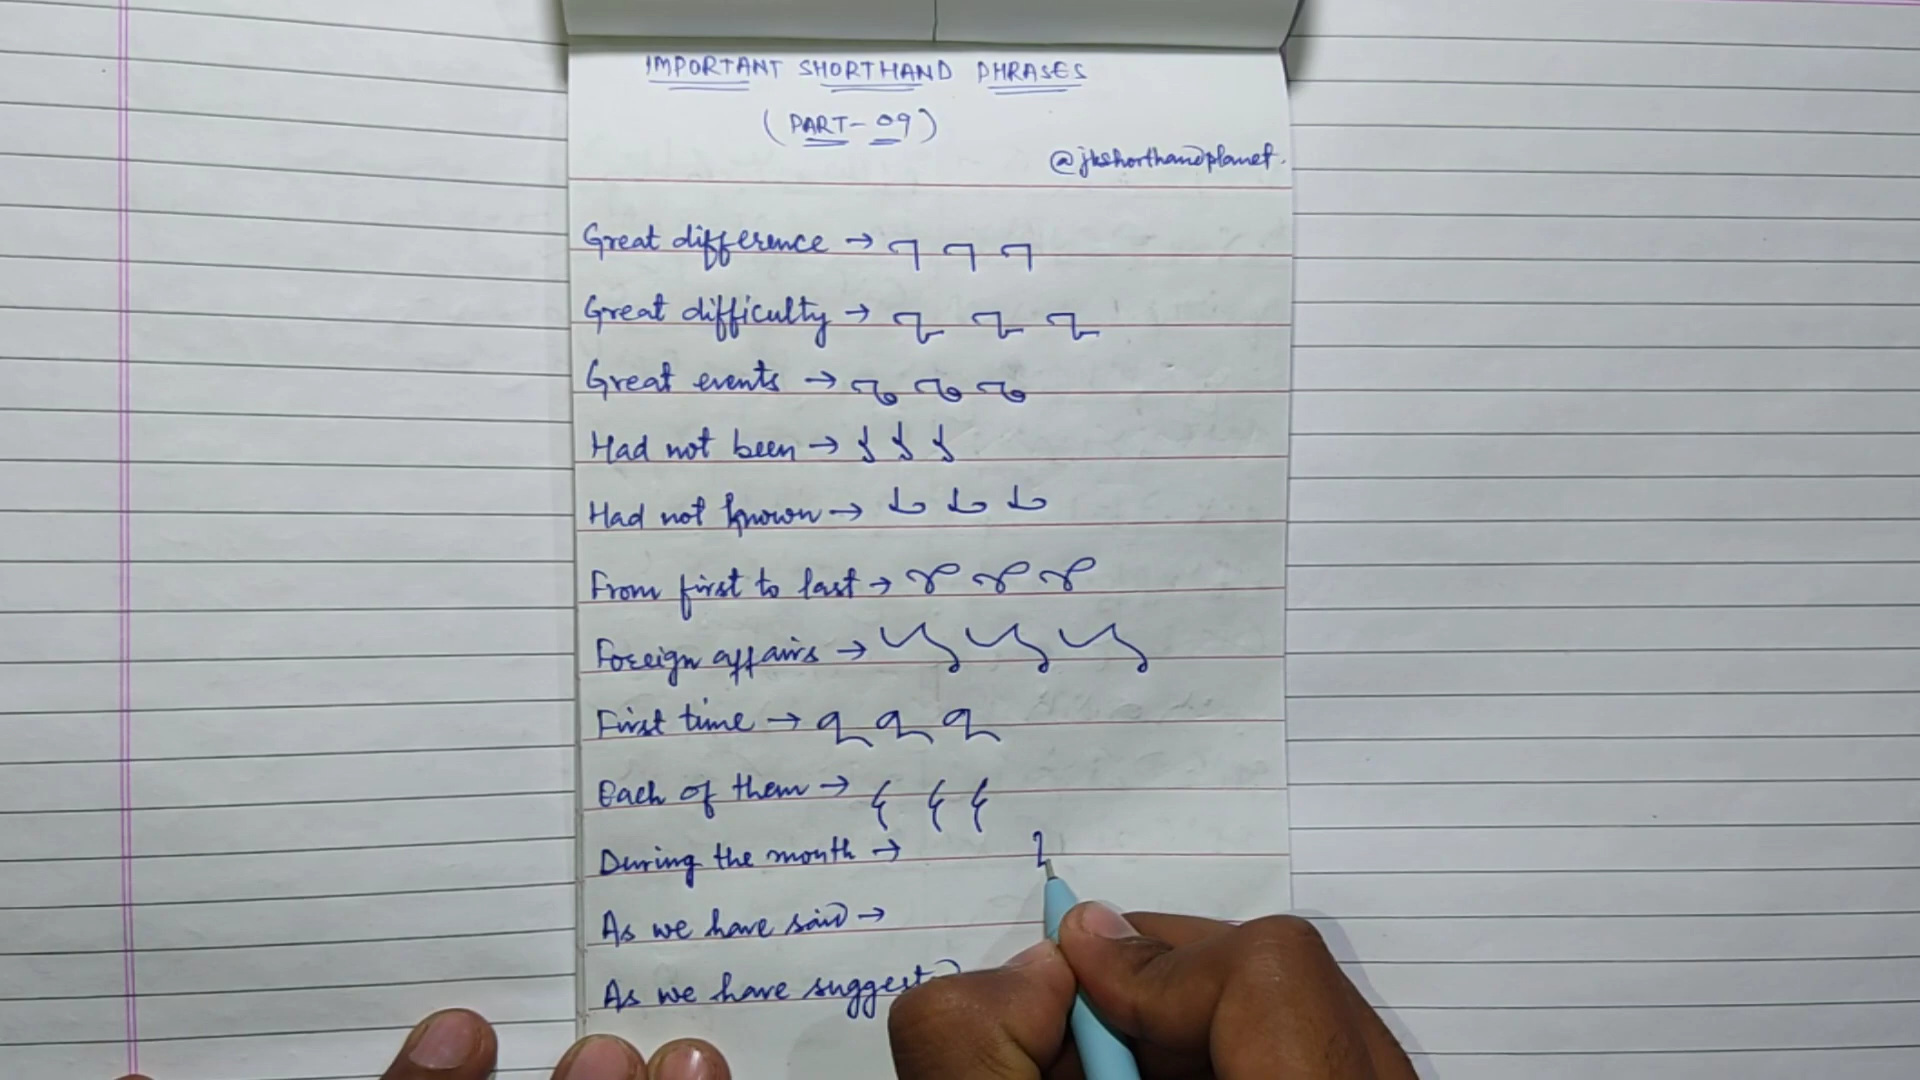 IMPORTANT SHORTHAND PHRASES
(PART-09)
@jkshorthandplanet.
Great difference →
Great difficulty →
Great events →
Had not been →
Had not known →
From first to last →
Foreign affairs →
First time →
Each of them →
During the month →
As we have said →
As we have